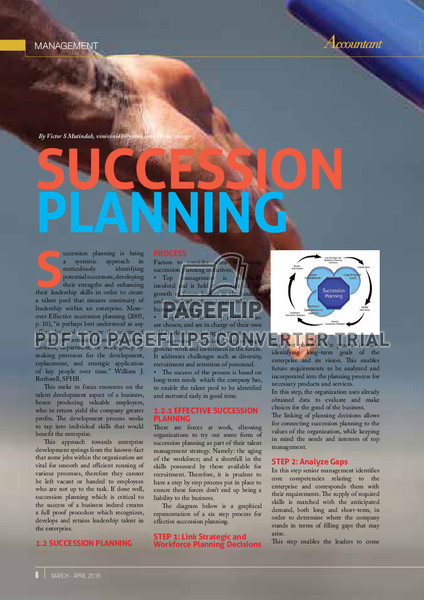 MANAGEMENT
Accountant
By Victor S Mutindah,
SUCCESSION
PLANNING
Succession planning is being
a systemic approach in
meticulously identifying
potential successors, developing
their strengths and enhancing
their leadership skills in order to create
a talent pool that ensures continuity of
leadership within an enterprise. More-
over Effective succession planning (2005,
p. 10), "is perhaps best understood as any
making provision for the development,
replacement, and strategic application
of key people over time." William J.
Rothwell, SPHR.
This seeks to focus resources on the
talent development aspect of a business,
hence producing valuable employees,
who in return yield the company greater
profits. The development process works
to tap into individual skills that would
benefit the enterprise.
This approach towards enterprise
development springs from the known-fact
that some jobs within the organization are
vital for smooth and efficient running of
various processes, therefore they cannot
be left vacant or handed to employees
who are not up to the task. If done well,
succession planning which is critical to
the success of a business indeed creates
a full proof procedure which recognizes,
develops and retains leadership talent in
the enterprise.
1.2 SUCCESSION PLANNING
PROCESS
Factors to consider
succession planning initiatives:
• Top management
involved and is held
are chosen, and are in charge of their own
ground-work and investment in the future.
It addresses challenges such as diversity,
recruitment and retention of personnel.
• The success of the process is based on
long-term needs which the company has,
to enable the talent pool to be identified
and nurtured early in good time.
1.2.1 EFFECTIVE SUCCESSION
PLANNING
There are forces at work, allowing
organizations to try out some form of
succession planning as part of their talent
management strategy. Namely: the aging
of the workforce; and a shortfall in the
skills possessed by those available for
recruitment. Therefore, it is prudent to
have a step by step process put in place to
ensure these forces don't end up being a
liability to the business.
The diagram below is a graphical
representation of a six step process for
effective succession planning.
STEP 1: Link Strategic and
Workforce Planning Decisions
Succession
Planning
identifying long-term goals of the
enterprise and its vision. This enables
future requirements to be analyzed and
incorporated into the planning process for
necessary products and services.
In this step, the organization uses already
obtained data to evaluate and make
choices for the good of the business.
The linking of planning decisions allows
for connecting succession planning to the
values of the organization, while keeping
in mind the needs and interests of top
management.
STEP 2: Analyze Gaps
In this step senior management identifies
core competencies relating to the
enterprise and corresponds them with
their requirements. The supply of required
skills is matched with the anticipated
demand, both long and short-term, in
order to determine where the company
stands in terms of filling gaps that may
arise.
This step enables the leaders to come
PAGEFLIP
PDF TO PAGEFLIP5 CONVERTER TRIAL
8 MARCH - APRIL 2016